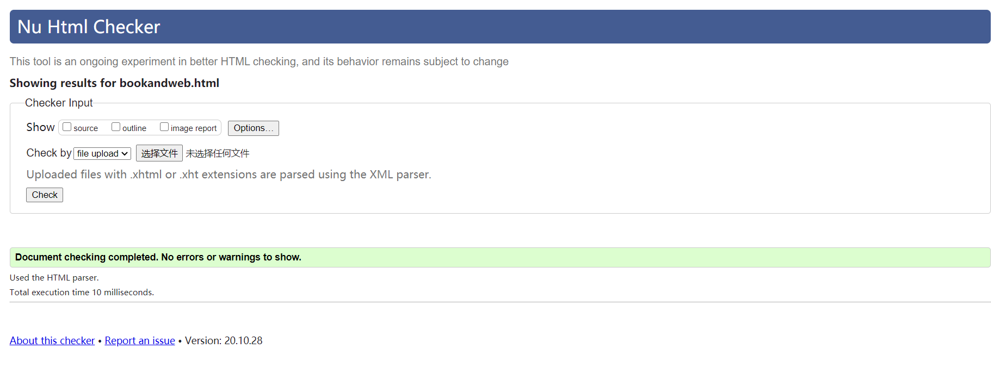 Nu Html Checker
This tool is an ongoing experiment in better HTML checking, and its behavior remains subject to change
Showing results for bookandweb.html
Checker Input
Show source outline image report Options...
Check by file upload 选择文件 未选择任何文件
Uploaded files with .xhtml or .xht extensions are parsed using the XML parser.
Check
Document checking completed. No errors or warnings to show.
Used the HTML parser.
Total execution time 10 milliseconds.
About this checker • Report an issue • Version: 20.10.28